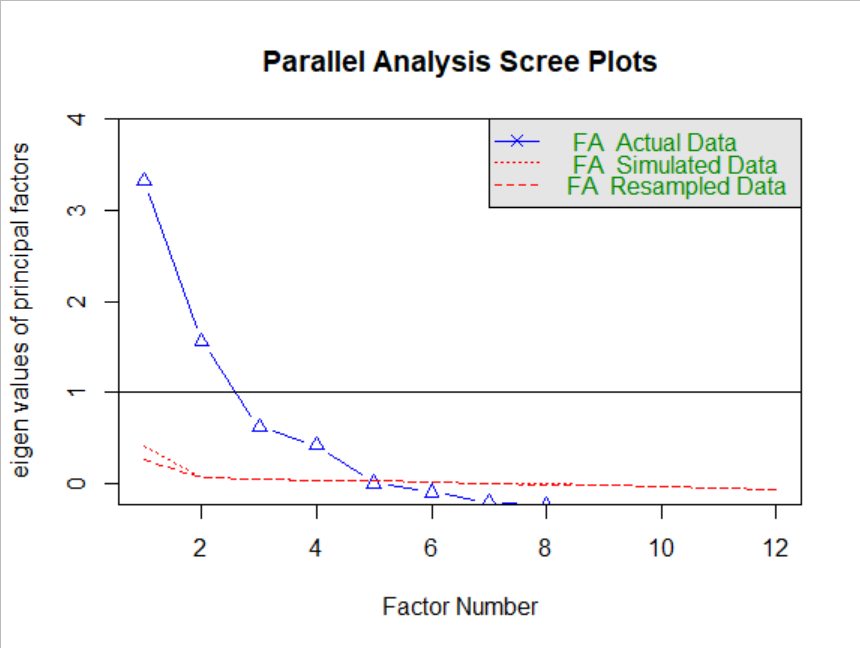 Parallel Analysis Scree Plots
eigen values of principal factors
4
3
2
1
0
FA Actual Data
FA Simulated Data
FA Resampled Data
2 4 6 8 10 12
Factor Number